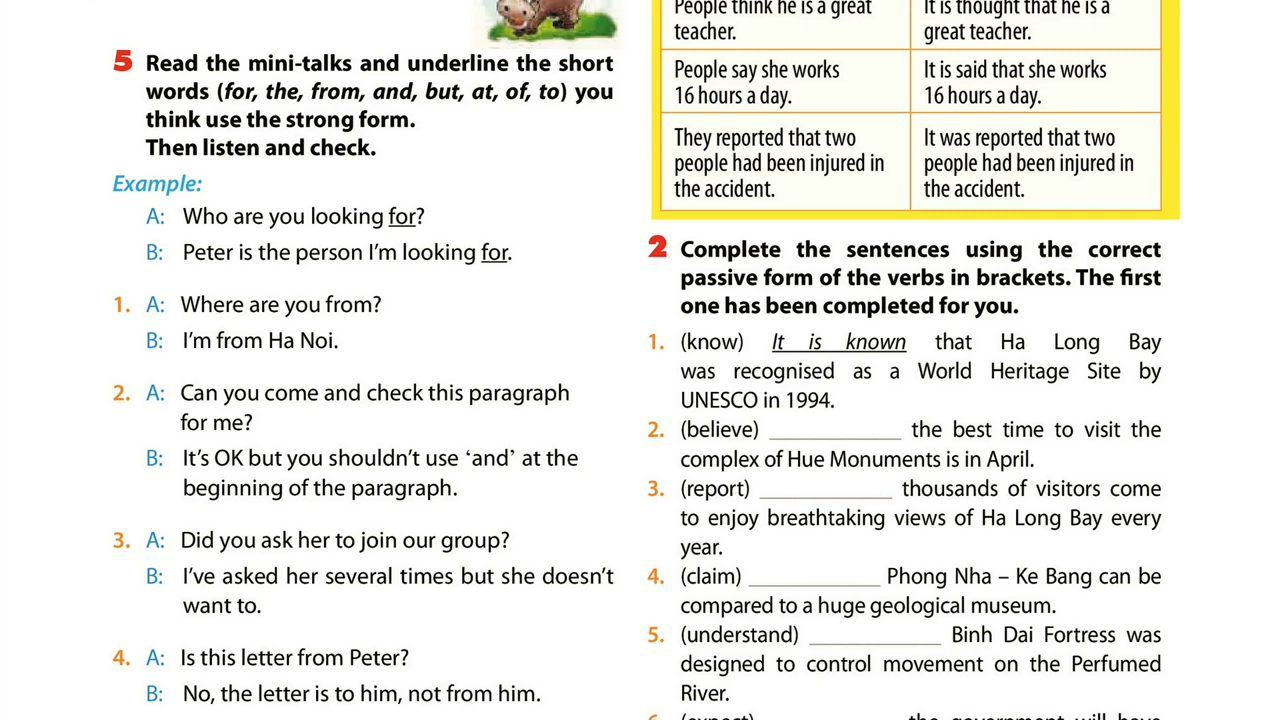 5 Read the mini-talks and underline the short
words (for, the, from, and, but, at, of, to) you
think use the strong form.
Then listen and check.
Example:
A: Who are you looking for?
B: Peter is the person I'm looking for.
1. A: Where are you from?
B: I'm from Ha Noi.
2. A: Can you come and check this paragraph
for me?
B: It's OK but you shouldn't use ‘and’ at the
beginning of the paragraph.
3. A: Did you ask her to join our group?
B: I've asked her several times but she doesn't
want to.
4. A: Is this letter from Peter?
B: No, the letter is to him, not from him.
People think he is a great
teacher.
It is thought that he is a
great teacher.
People say she works
16 hours a day.
It is said that she works
16 hours a day.
They reported that two
people had been injured in
the accident.
It was reported that two
people had been injured in
the accident.
2 Complete the sentences using the correct
passive form of the verbs in brackets. The first
one has been completed for you.
1. (know) It is known that Ha Long Bay
was recognised as a World Heritage Site by
UNESCO in 1994.
2. (believe) ____________ the best time to visit the
complex of Hue Monuments is in April.
3. (report) ____________ thousands of visitors come
to enjoy breathtaking views of Ha Long Bay every
year.
4. (claim) ____________ Phong Nha – Ke Bang can be
compared to a huge geological museum.
5. (understand) ____________ Binh Dai Fortress was
designed to control movement on the Perfumed
River.
6. (expect) ____________ the government will have